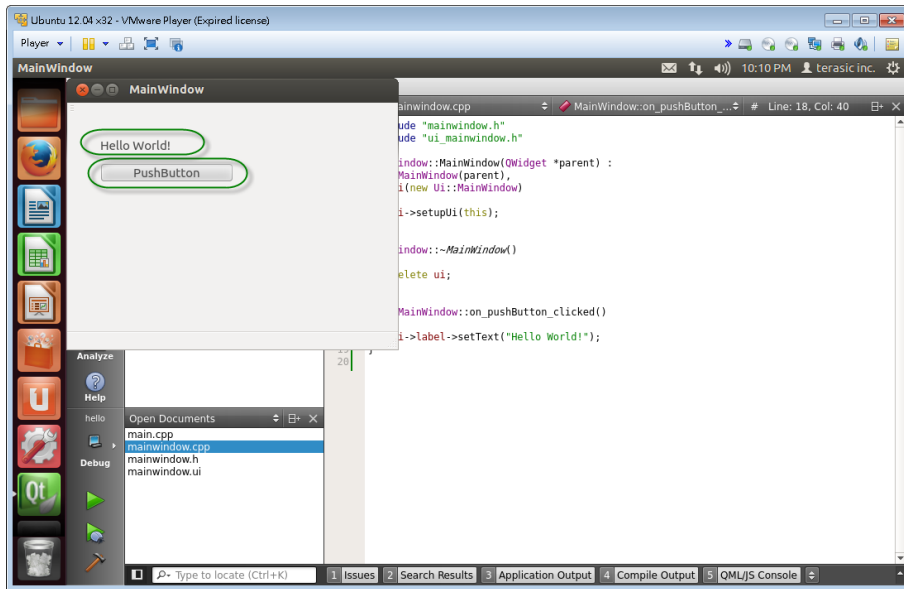 Ubuntu 12.04 x32 - VMware Player (Expired license)
Player
MainWindow
10:10 PM
terasic inc.
MainWindow
Hello World!
PushButton
ainwindow.cpp
MainWindow::on_pushButton_...
#
Line: 18, Col: 40
ude "mainwindow.h"
ude "ui_mainwindow.h"
indow::MainWindow(QWidget *parent) :
MainWindow(parent),
i(new Ui::MainWindow)
i->setupUi(this);
indow::~MainWindow()
elete ui;
MainWindow::on_pushButton_clicked()
i->label->setText("Hello World!");
19 }
20
Analyze
Help
hello
Debug
Open Documents
main.cpp
mainwindow.cpp
mainwindow.h
mainwindow.ui
Qt
Type to locate (Ctrl+K)
1 Issues
2 Search Results
3 Application Output
4 Compile Output
5 QML/JS Console